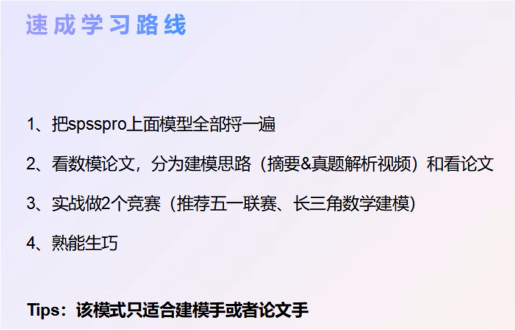 速成学习路线
1、把spsspro上面模型全部捋一遍
2、看数模论文，分为建模思路（摘要&真题解析视频）和看论文
3、实战做2个竞赛（推荐五一联赛、长三角数学建模）
4、熟能生巧
Tips：该模式只适合建模手或者论文手